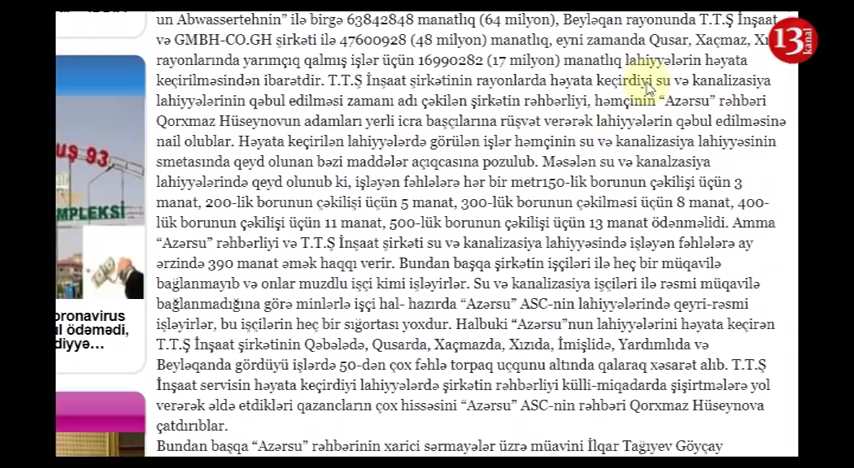 un Abwassertehnin” ilə birgə 63842848 manatlıq (64 milyon), Beyləqan rayonunda T.T.Ş İnşaat
və GMBH-CO.GH şirkəti ilə 47600928 (48 milyon) manatlıq, eyni zamanda Qusar, Xaçmaz,
rayonlarında yarımçıq qalmış işlər üçün 16990282 (17 milyon) manatlıq lahiyyələrin həyata
keçirilməsindən ibarətdir. T.T.Ş İnşaat şirkətinin rayonlarda həyata keçirdiyi su və kanalizasiya
lahiyyələrinin qəbul edilməsi zamanı adı çəkilən şirkətin rəhbərliyi, həmçinin “Azərsu” rəhbəri
Qorxmaz Hüseynovun adamları yerli icra başçılarına rüşvət verərək lahiyyələrin qəbul edilməsinə
nail olublar. Həyata keçirilən lahiyyələrdə görülən işlər həmçinin su və kanalizasiya lahiyyəsinin
smetasında qeyd olunan bəzi maddələr açıqcasına pozulub. Məsələn su və kanalzasiya
lahiyyələrində qeyd olunub ki, işləyən fəhlələrə hər bir metr150-lik borunun çəkilişi üçün 3
manat, 200-lik borunun çəkilişi üçün 5 manat, 300-lük borunun çəkilməsi üçün 8 manat, 400-
lük borunun çəkilişi üçün 11 manat, 500-lük borunun çəkilişi üçün 13 manat ödənməlidi. Amma
“Azərsu” rəhbərliyi və T.T.Ş İnşaat şirkəti su və kanalizasiya lahiyyəsində işləyən fəhlələrə ay
ərzində 390 manat əmək haqqı verir. Bundan başqa şirkətin işçiləri ilə heç bir müqavilə
bağlanmayıb və onlar muzdlu işçi kimi işləyirlər. Su və kanalizasiya işçiləri ilə rəsmi müqavilə
bağlanmadığına görə minlərlə işçi hal- hazırda “Azərsu” ASC-nin lahiyyələrində qeyri-rəsmi
işləyirlər, bu işçilərin heç bir sığortası yoxdur. Halbuki “Azərsu”nun lahiyyələrini həyata keçirən
T.T.Ş İnşaat şirkətinin Qəbələdə, Qusarda, Xaçmazda, Xızıda, İmişlidə, Yardımlıda və
Beyləqanda gördüyü işlərdə 50-dən çox fəhlə torpaq uçqunu altında qalaraq xəsarət alıb. T.T.Ş
İnşaat servisin həyata keçirdiyi lahiyyələrdə şirkətin rəhbərliyi külli-miqadarda şişirtmələrə yol
verərək əldə etdikləri qazancların çox hissəsini “Azərsu” ASC-nin rəhbəri Qorxmaz Hüseynova
çatdırıblar.
Bundan başqa “Azərsu” rəhbərinin xarici sərmayələr üzrə müavini İlqar Tağıyev Göyçay
13
kanal
uş 93
MPLEKSİ
oronavirus
ul ödəmədi,
diyyə...